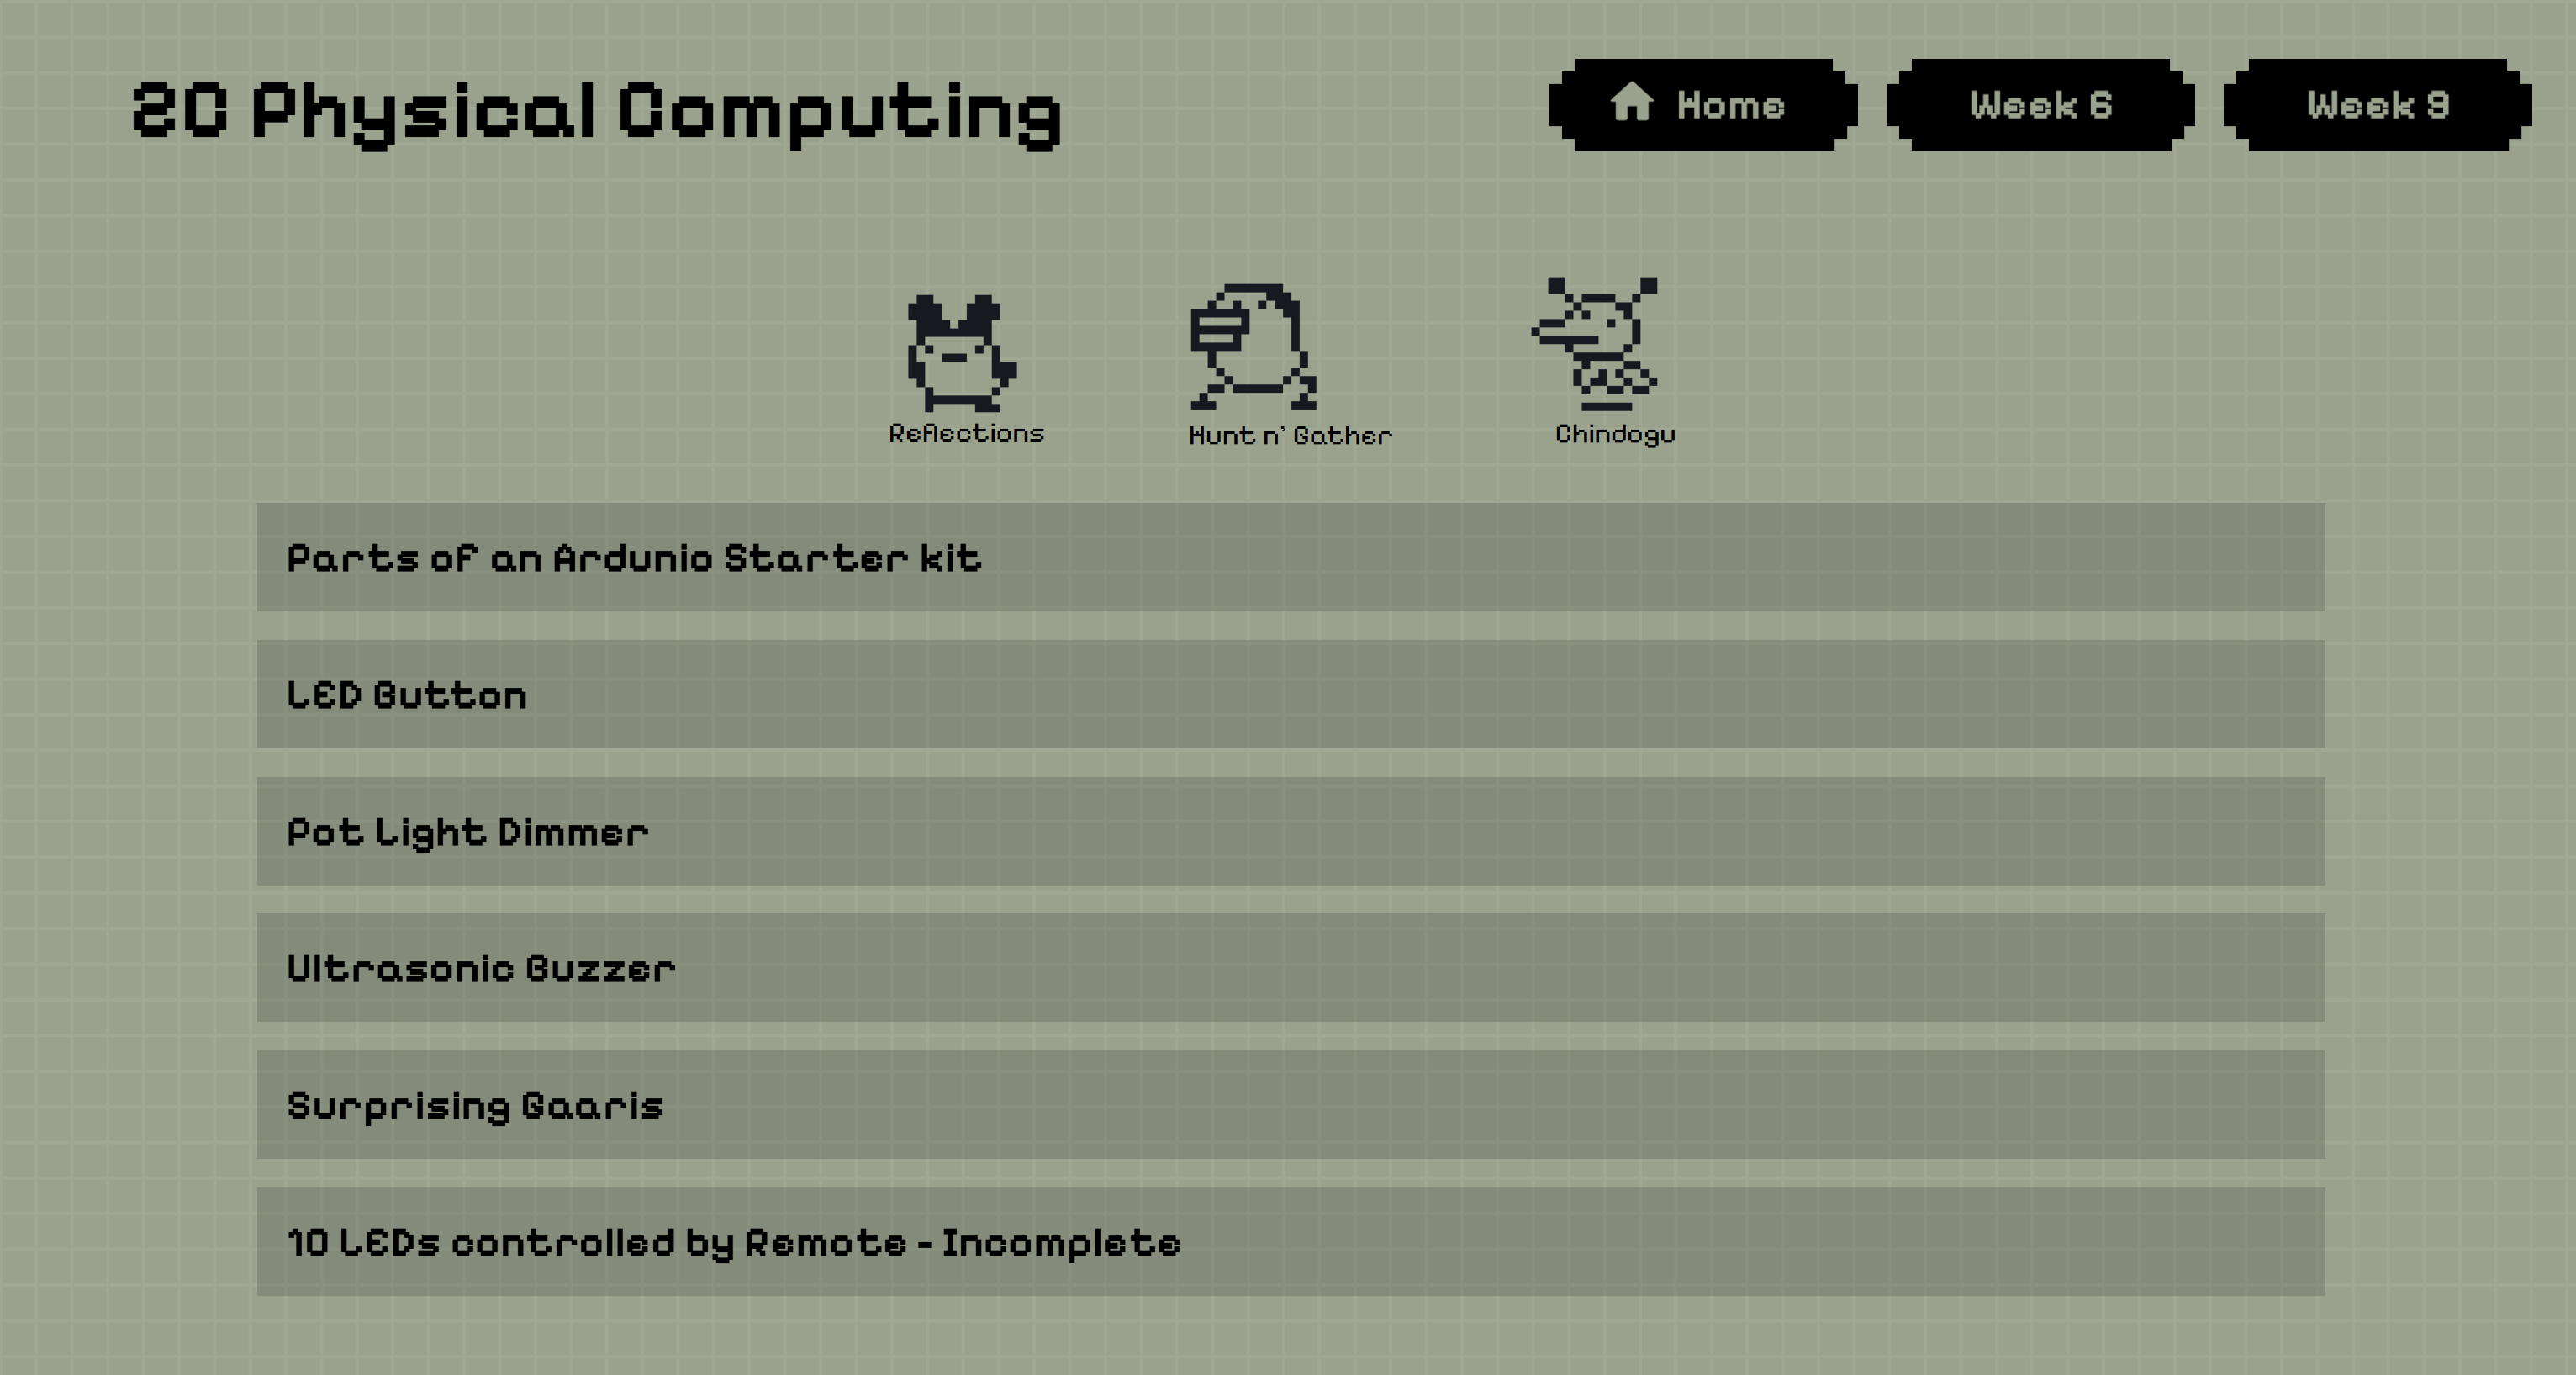 2C Physical Computing
Home
Week 6
Week 9
Reflections
Hunt n' Gather
Chindogu
Parts of an Ardunio Starter kit
LED Button
Pot Light Dimmer
Ultrasonic Buzzer
Surprising Gaaris
10 LEDs controlled by Remote - Incomplete